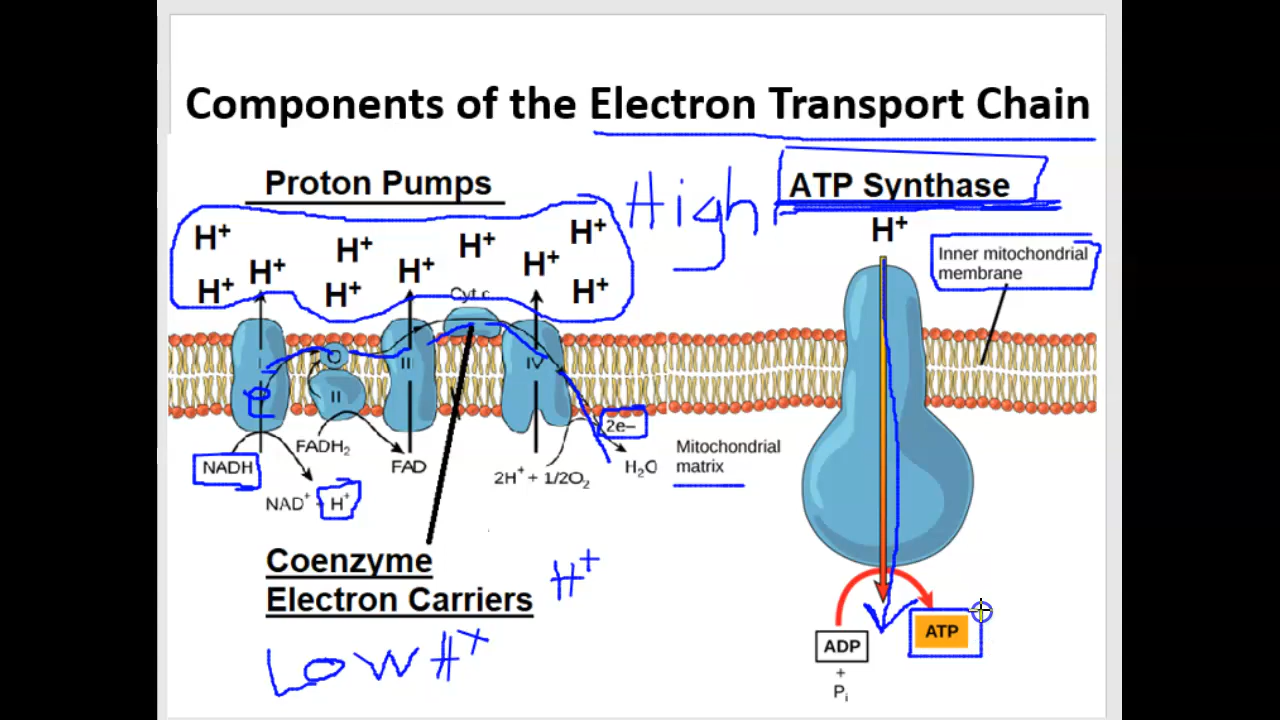 Components of the Electron Transport Chain
Proton Pumps
High
ATP Synthase
H⁺ H⁺ H⁺ H⁺
H⁺ H⁺ H⁺ H⁺ H⁺ H⁺
H⁺
Inner mitochondrial
membrane
Cyt c
I
Q
II
III
IV
e
NADH
NAD⁺ + H⁺
FADH₂
FAD
2H⁺ + 1/2O₂
2e–
H₂O
Mitochondrial
matrix
Coenzyme
Electron Carriers
H⁺
Low H⁺
ADP
+
Pᵢ
ATP